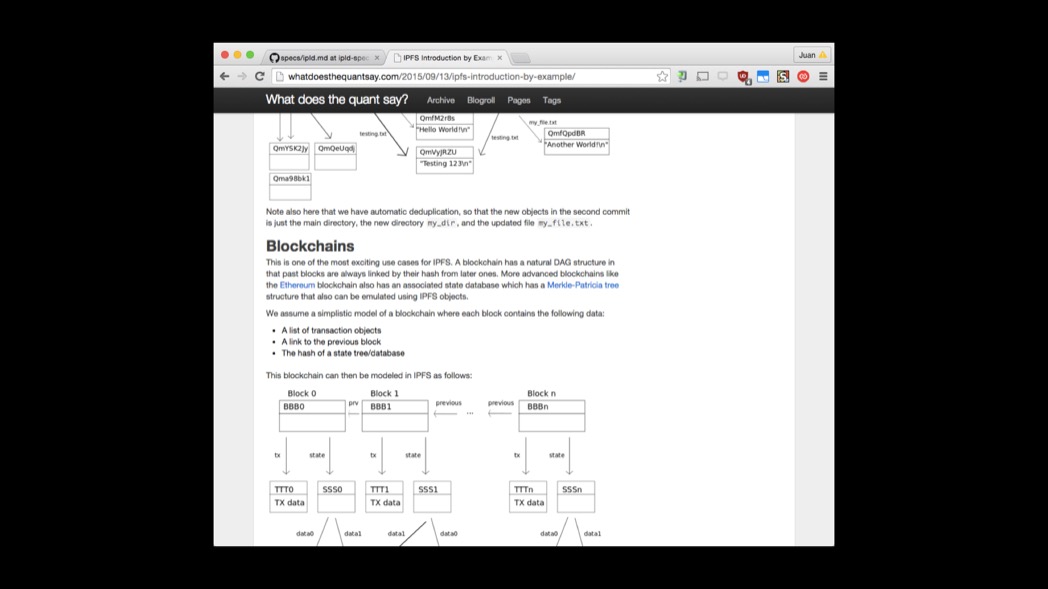 specs/ipld.md at ipld-spec
IPFS Introduction by Exam
Juan
whatdoesthequantsay.com/2015/09/13/ipfs-introduction-by-example/
What does the quant say?
Archive Blogroll Pages Tags
QmfM2r8s
"Hello World!\n"
my_file.txt
testing.txt
testing.txt
QmfQpdBR
"Another World!\n"
QmYSK2Jy
QmQeUqdj
QmVyJRZU
"Testing 123\n"
Qma98bk1
Note also here that we have automatic deduplication, so that the new objects in the second commit
is just the main directory, the new directory my_dir, and the updated file my_file.txt.
Blockchains
This is one of the most exciting use cases for IPFS. A blockchain has a natural DAG structure in
that past blocks are always linked by their hash from later ones. More advanced blockchains like
the Ethereum blockchain also has an associated state database which has a Merkle-Patricia tree
structure that also can be emulated using IPFS objects.
We assume a simplistic model of a blockchain where each block contains the following data:
• A list of transaction objects
• A link to the previous block
• The hash of a state tree/database
This blockchain can then be modeled in IPFS as follows:
Block 0 Block 1 Block n
BBB0 prv BBB1 previous ... previous BBBn
tx state tx state tx state
TTT0 SSS0 TTT1 SSS1 TTTn SSSn
TX data TX data TX data
data0 data1 data1 data0 data0 data1